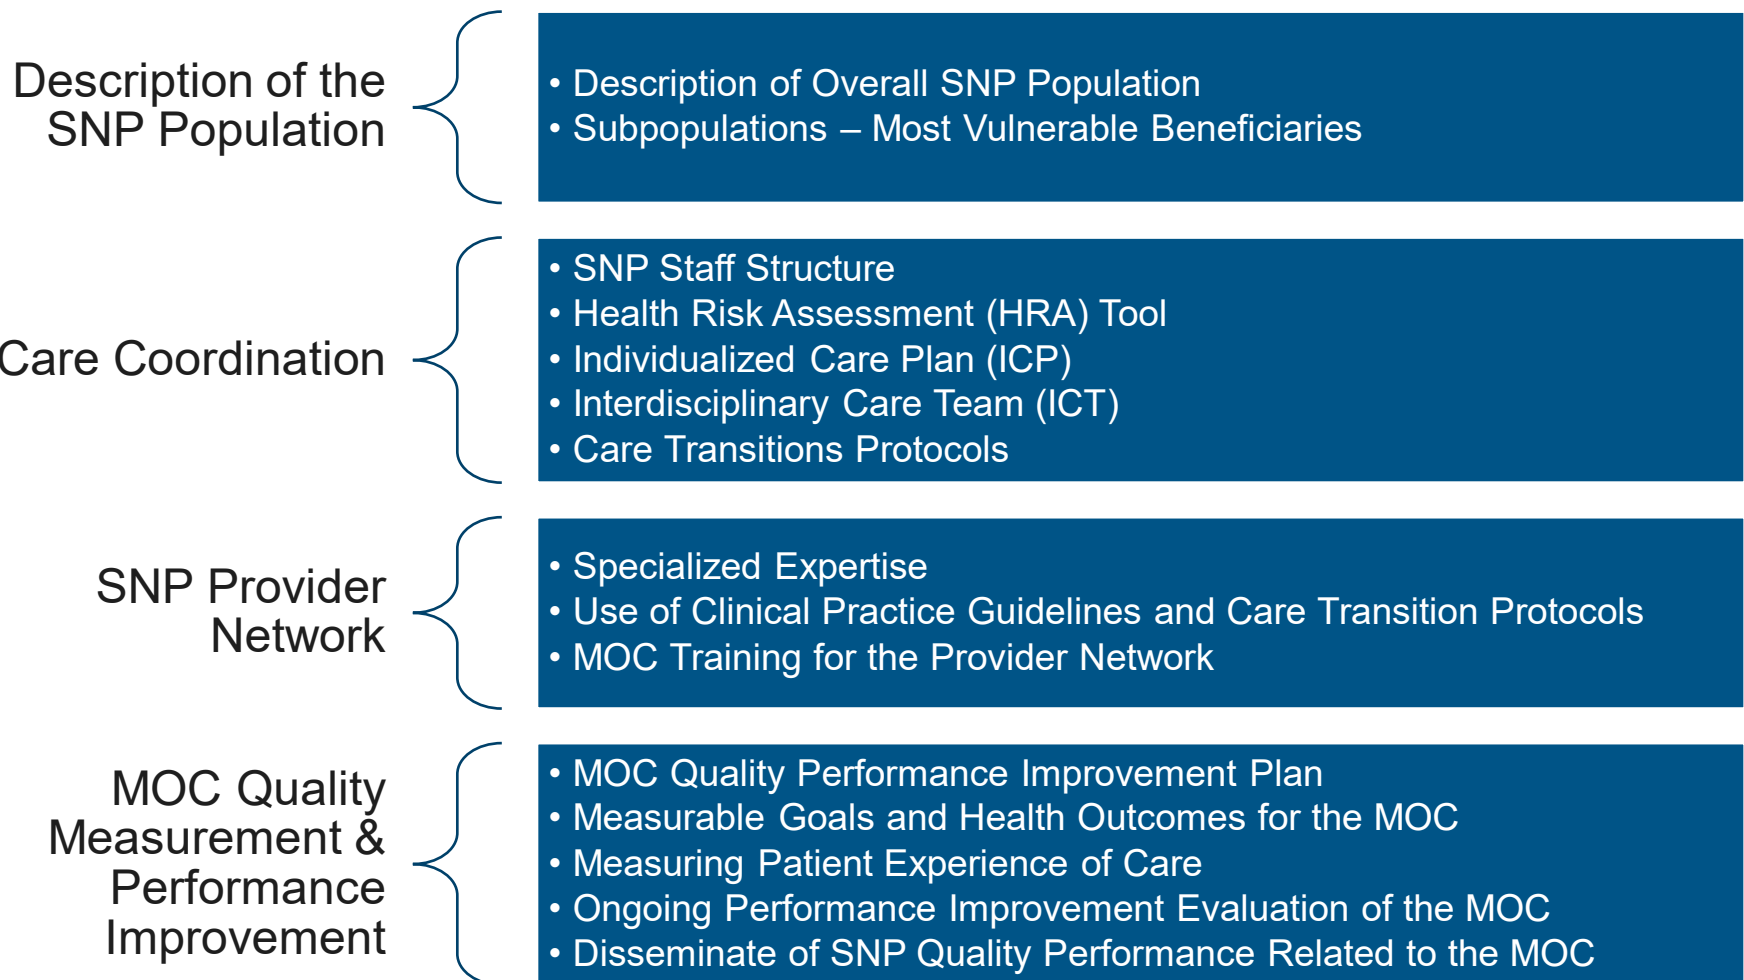 Description of the
SNP Population
• Description of Overall SNP Population
• Subpopulations – Most Vulnerable Beneficiaries
Care Coordination
• SNP Staff Structure
• Health Risk Assessment (HRA) Tool
• Individualized Care Plan (ICP)
• Interdisciplinary Care Team (ICT)
• Care Transitions Protocols
SNP Provider
Network
• Specialized Expertise
• Use of Clinical Practice Guidelines and Care Transition Protocols
• MOC Training for the Provider Network
MOC Quality
Measurement &
Performance
Improvement
• MOC Quality Performance Improvement Plan
• Measurable Goals and Health Outcomes for the MOC
• Measuring Patient Experience of Care
• Ongoing Performance Improvement Evaluation of the MOC
• Disseminate of SNP Quality Performance Related to the MOC